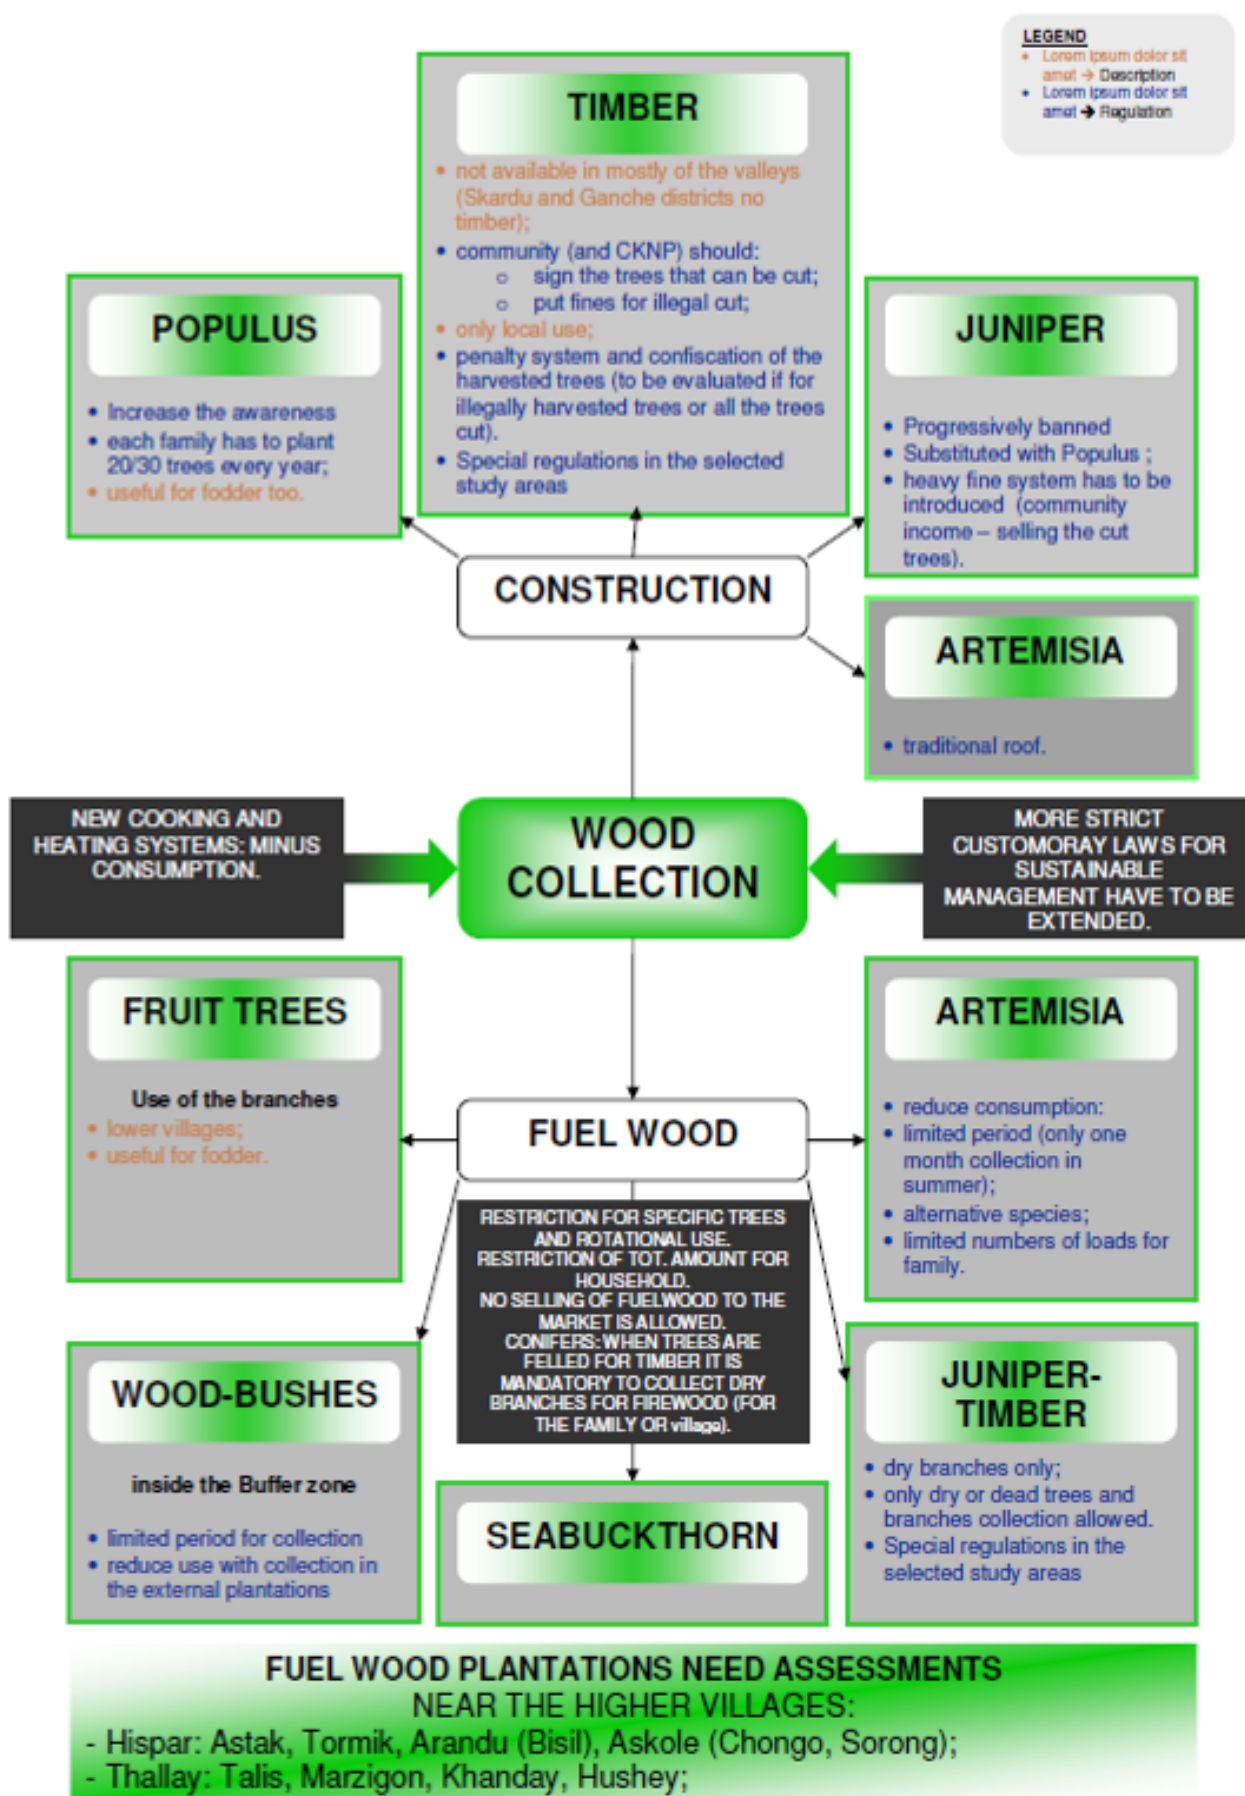 LEGEND
• Lorem ipsum dolor sit
amet → Description
• Lorem ipsum dolor sit
amet → Regulation
TIMBER
• not available in mostly of the valleys
(Skardu and Ganche districts no
timber);
• community (and CKNP) should:
o sign the trees that can be cut;
o put fines for illegal cut;
• only local use;
• penalty system and confiscation of the
harvested trees (to be evaluated if for
illegally harvested trees or all the trees
cut).
• Special regulations in the selected
study areas
POPULUS
• Increase the awareness
• each family has to plant
20/30 trees every year;
• useful for fodder too.
JUNIPER
• Progressively banned
• Substituted with Populus ;
• heavy fine system has to be
introduced (community
income – selling the cut
trees).
CONSTRUCTION
ARTEMISIA
• traditional roof.
NEW COOKING AND
HEATING SYSTEMS: MINUS
CONSUMPTION.
WOOD
COLLECTION
MORE STRICT
CUSTOMORAY LAWS FOR
SUSTAINABLE
MANAGEMENT HAVE TO BE
EXTENDED.
FRUIT TREES
Use of the branches
• lower villages;
• useful for fodder.
FUEL WOOD
ARTEMISIA
• reduce consumption:
• limited period (only one
month collection in
summer);
• alternative species;
• limited numbers of loads for
family.
RESTRICTION FOR SPECIFIC TREES
AND ROTATIONAL USE.
RESTRICTION OF TOT. AMOUNT FOR
HOUSEHOLD.
NO SELLING OF FUELWOOD TO THE
MARKET IS ALLOWED.
CONIFERS: WHEN TREES ARE
FELLED FOR TIMBER IT IS
MANDATORY TO COLLECT DRY
BRANCHES FOR FIREWOOD (FOR
THE FAMILY OR village).
WOOD-BUSHES
inside the Buffer zone
• limited period for collection
• reduce use with collection in
the external plantations
SEABUCKTHORN
JUNIPER-
TIMBER
• dry branches only;
• only dry or dead trees and
branches collection allowed.
• Special regulations in the
selected study areas
FUEL WOOD PLANTATIONS NEED ASSESSMENTS
NEAR THE HIGHER VILLAGES:
- Hispar: Astak, Tormik, Arandu (Bisil), Askole (Chongo, Sorong);
- Thallay: Talis, Marzigon, Khanday, Hushey;